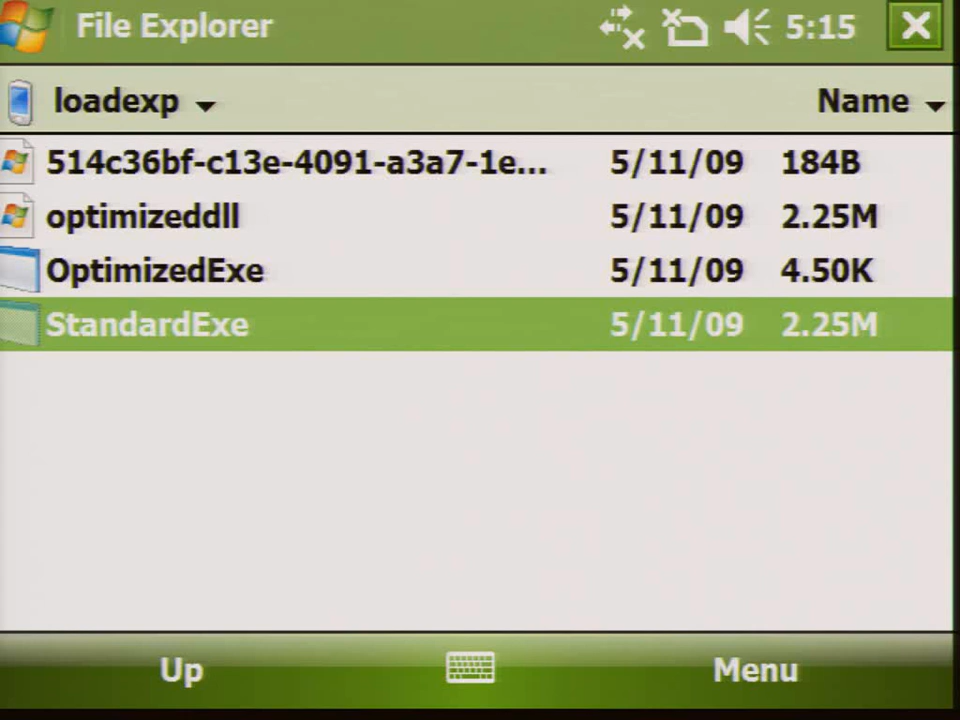 File Explorer 5:15
loadexp Name
514c36bf-c13e-4091-a3a7-1e... 5/11/09 184B
optimizeddll 5/11/09 2.25M
OptimizedExe 5/11/09 4.50K
StandardExe 5/11/09 2.25M
Up Menu